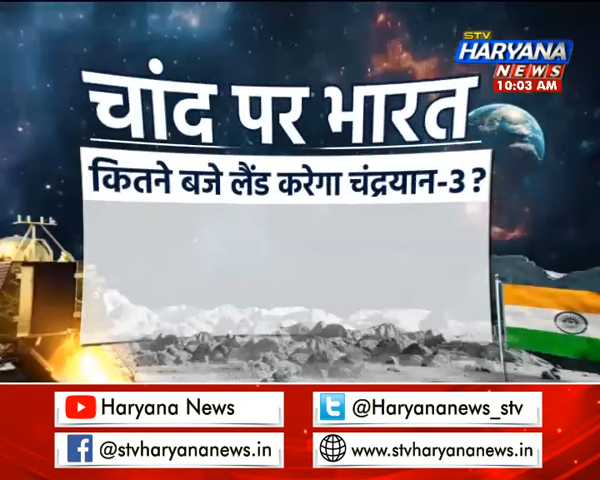 STV
HARYANA
NEWS
10:03 AM
चांद पर भारत
कितने बजे लैंड करेगा चंद्रयान-3?
Haryana News
@Haryananews_stv
@stvharyananews.in
www.stvharyananews.in